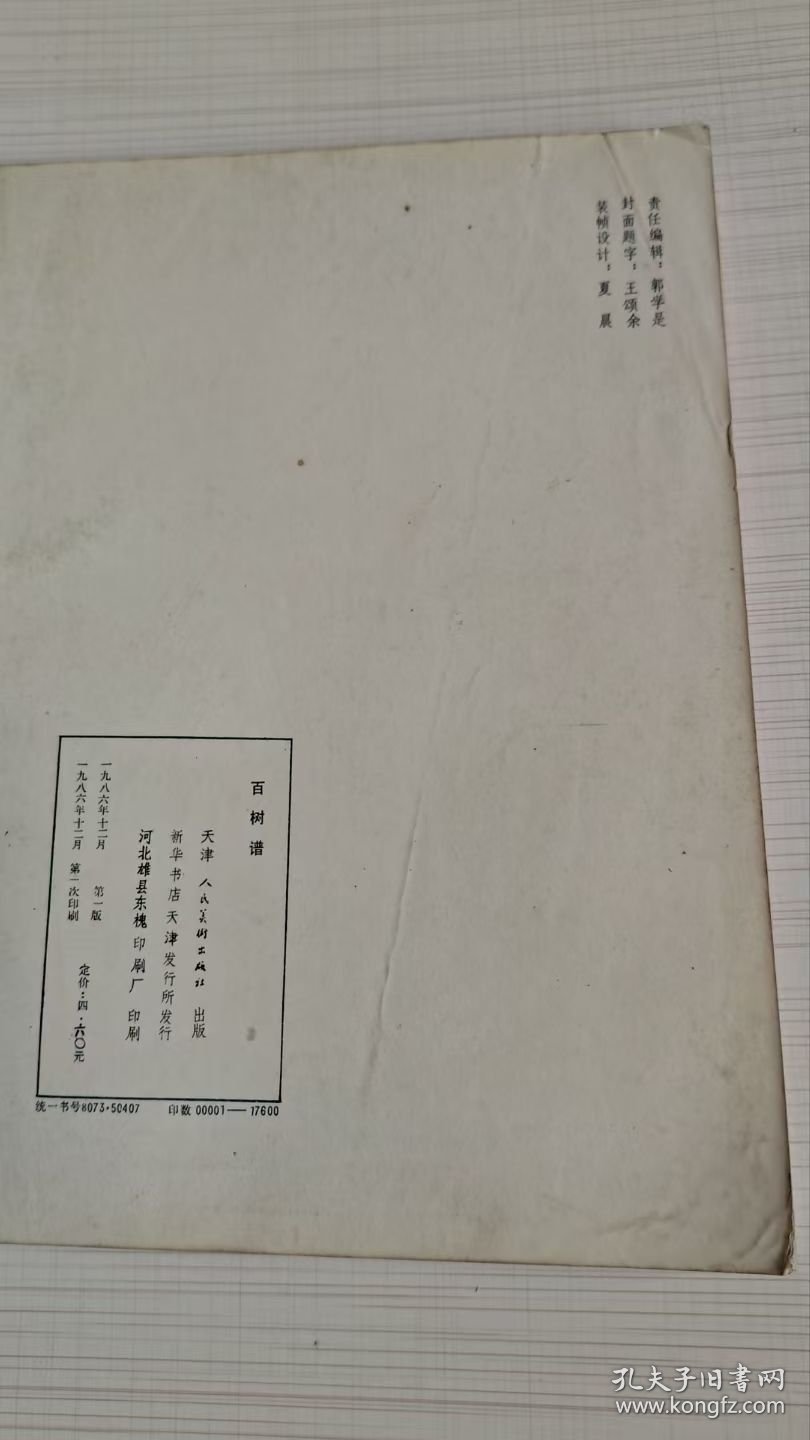 责任编辑：郭学是
封面题字：王颂余
装帧设计：夏 晨
百树谱
天津人民美術出版社 出版
新华书店天津发行所发行
河北雄县东槐印刷厂 印刷
一九八六年十二月 第一版
一九八六年十二月 第一次印刷
定价：四·六〇元
统一书号8073·50407 印数 00001—17600
孔夫子旧书网
www.kongfz.com